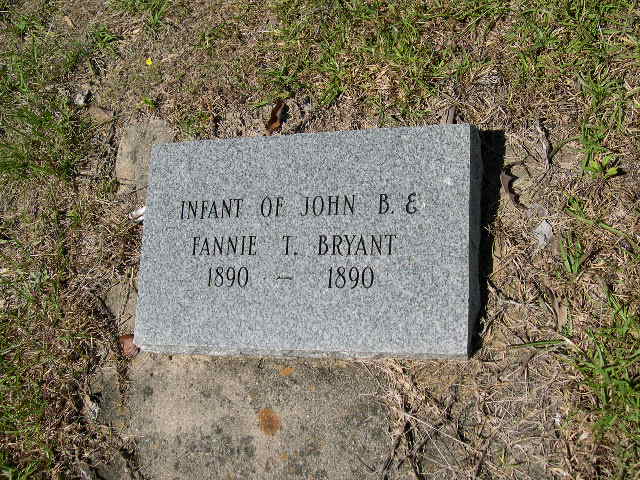 INFANT OF JOHN B. &
FANNIE T. BRYANT
1890 – 1890